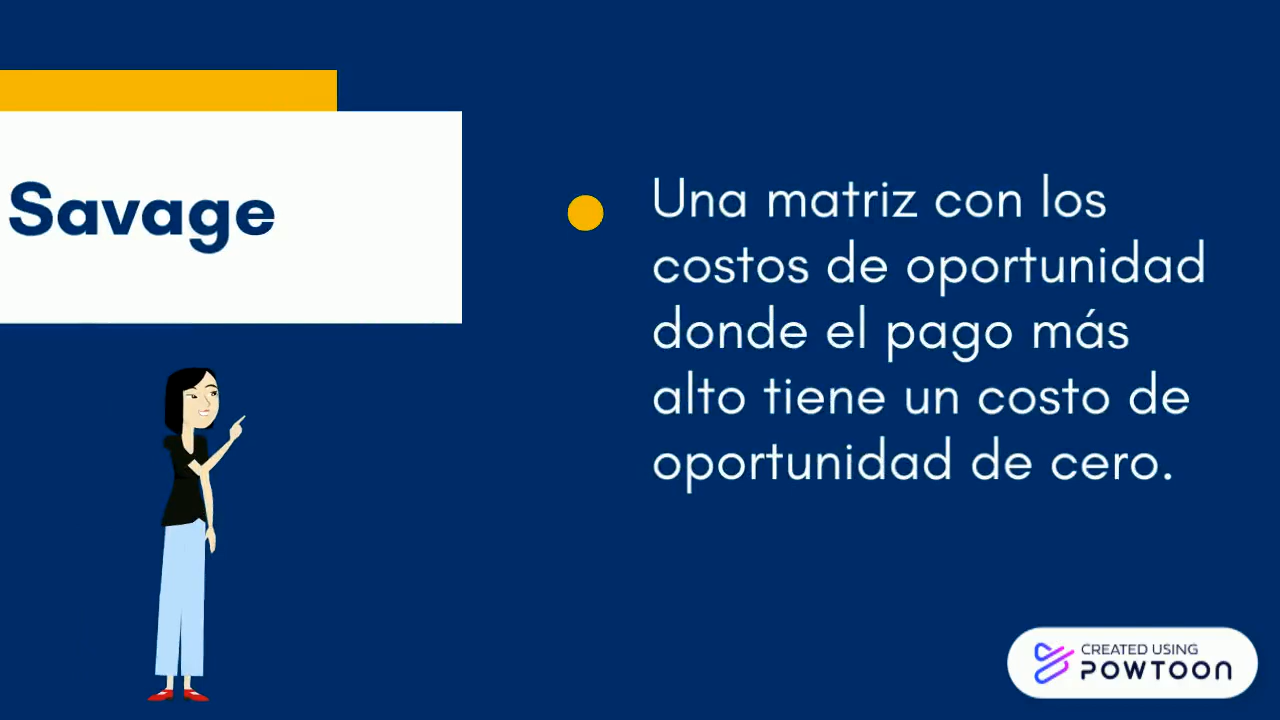 Savage
Una matriz con los
costos de oportunidad
donde el pago más
alto tiene un costo de
oportunidad de cero.
CREATED USING
POWTOON